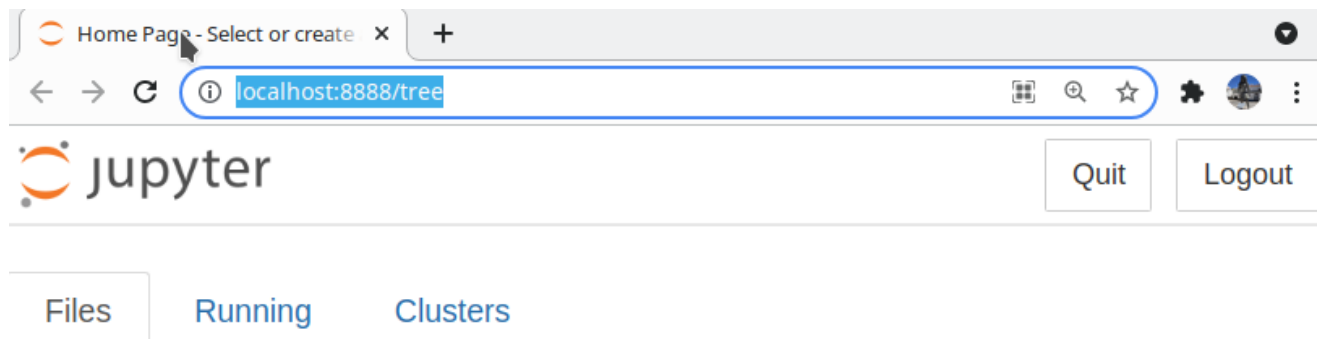 Home Page - Select or create
localhost:8888/tree
jupyter
Quit
Logout
Files
Running
Clusters